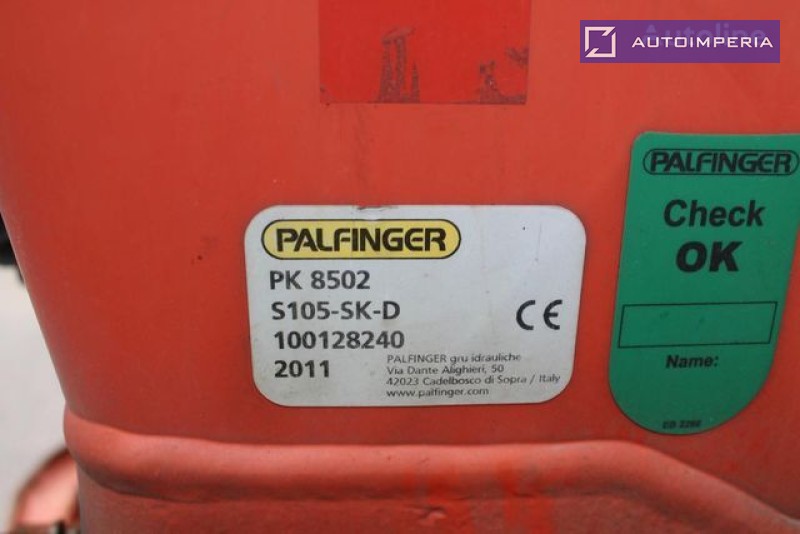 AUTOIMPERIA
PALFINGER
PK 8502
S105-SK-D
100128240
2011
CE
PALFINGER gru idrauliche
Via Dante Alighieri, 50
42023 Cadelbosco di Sopra / Italy
www.palfinger.com
PALFINGER
Check
OK
Name: